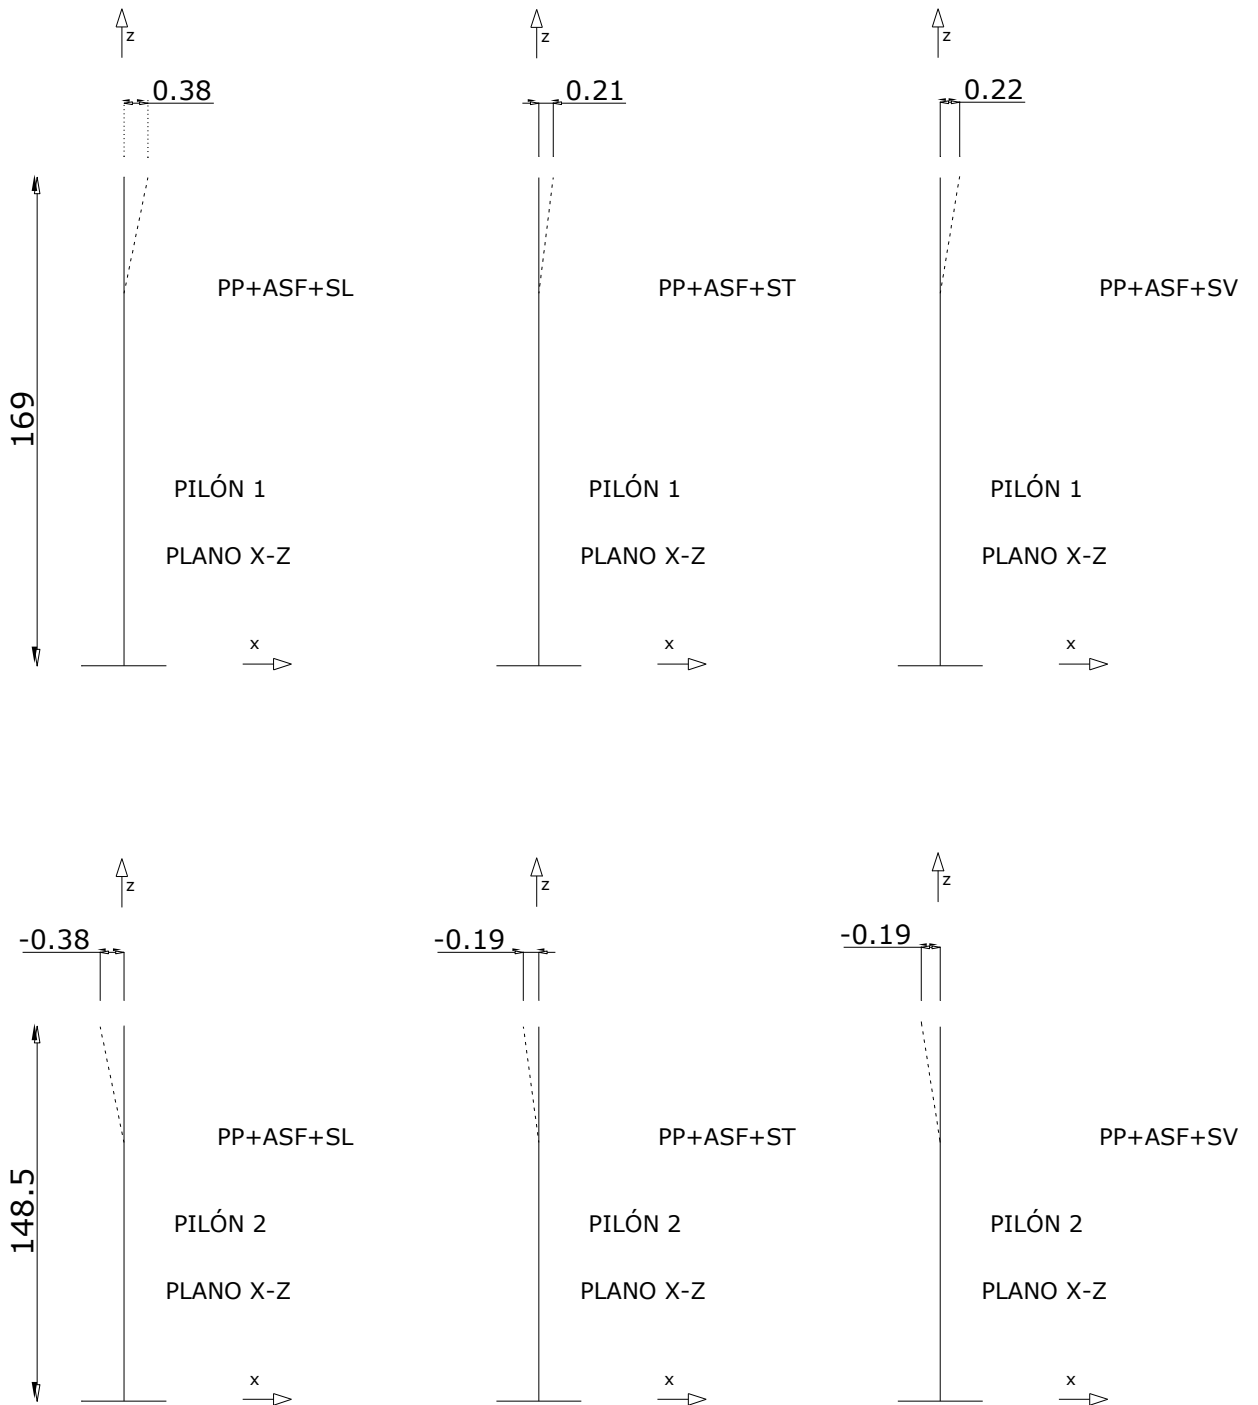 z
z
z
0.38
0.21
0.22
PP+ASF+SL
PP+ASF+ST
PP+ASF+SV
169
PILÓN 1
PILÓN 1
PILÓN 1
PLANO X-Z
PLANO X-Z
PLANO X-Z
x
x
x
z
z
z
-0.38
-0.19
-0.19
PP+ASF+SL
PP+ASF+ST
PP+ASF+SV
148.5
PILÓN 2
PILÓN 2
PILÓN 2
PLANO X-Z
PLANO X-Z
PLANO X-Z
x
x
x